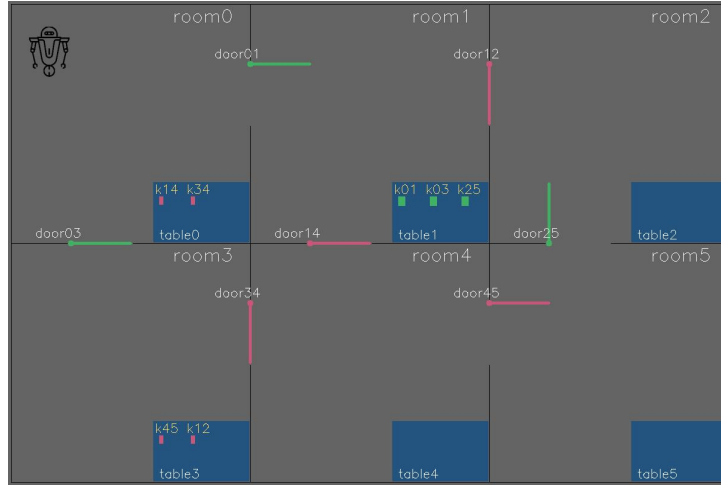 room0 room1 room2
door01 door12
k14 k34 k01 k03 k25
table0 table1 table2
door03 door14 door25
room3 room4 room5
door34 door45
k45 k12
table3 table4 table5